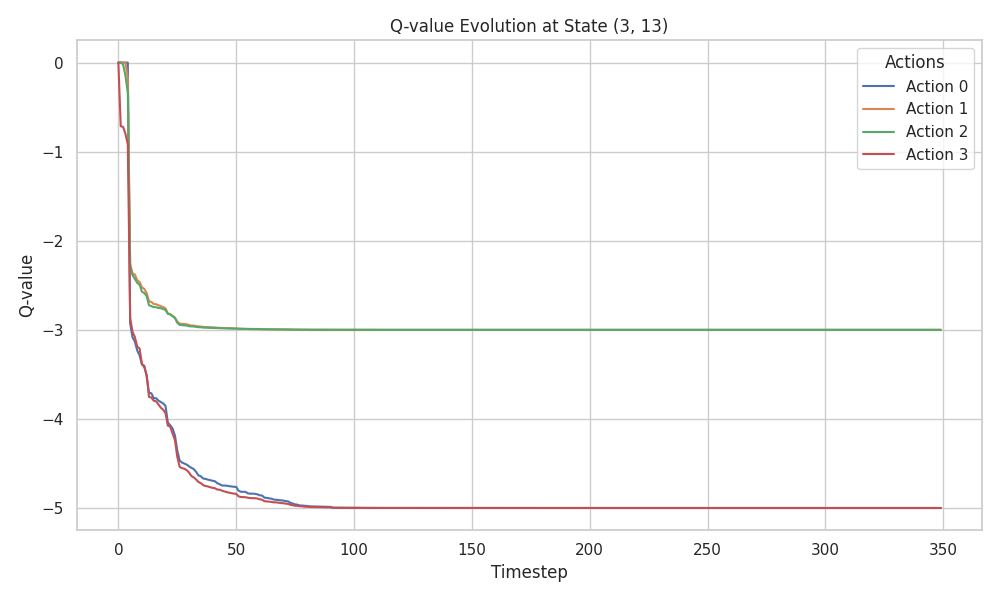 Q-value Evolution at State (3, 13)
Actions
Action 0
Action 1
Action 2
Action 3
Q-value
0
−1
−2
−3
−4
−5
0
50
100
150
200
250
300
350
Timestep